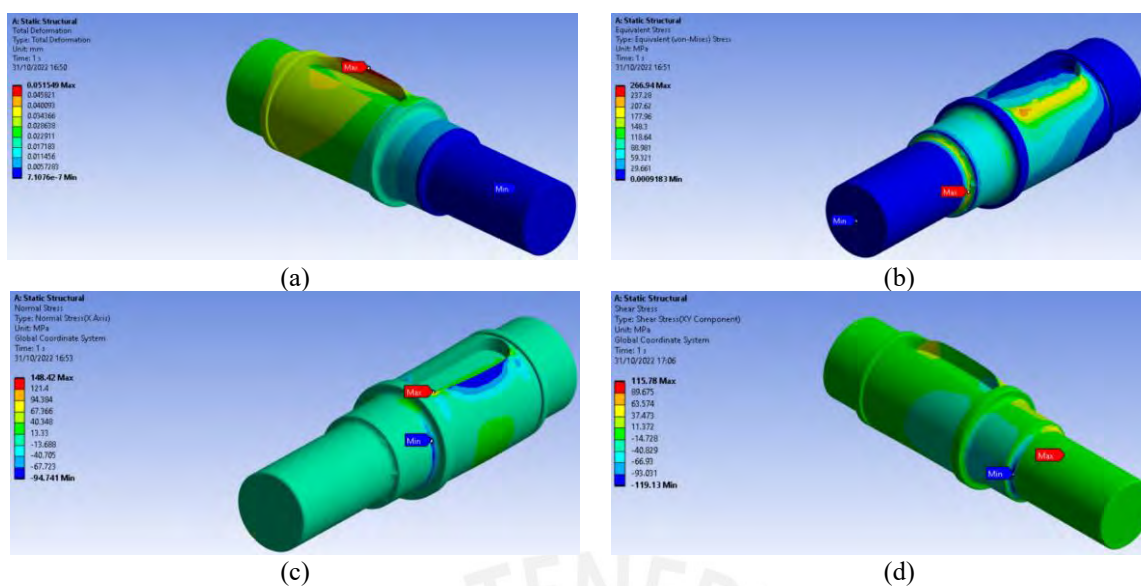 A: Static Structural
Total Deformation
Type: Total Deformation
Unit: mm
Time: 1 s
31/10/2022 16:50
0.051549 Max
0.045821
0.040093
0.034366
0.028638
0.022911
0.017183
0.011456
0.0057283
7.1076e-7 Min
Max
Min
(a)
A: Static Structural
Equivalent Stress
Type: Equivalent (von-Mises) Stress
Unit: MPa
Time: 1 s
31/10/2022 16:51
266.94 Max
237.28
207.62
177.96
148.3
118.64
88.981
59.321
29.661
0.0009183 Min
Max
Min
(b)
A: Static Structural
Normal Stress
Type: Normal Stress(X Axis)
Unit: MPa
Global Coordinate System
Time: 1 s
31/10/2022 16:53
148.42 Max
121.4
94.384
67.366
40.348
13.33
-13.688
-40.705
-67.723
-94.741 Min
Max
Min
(c)
A: Static Structural
Shear Stress
Type: Shear Stress(XY Component)
Unit: MPa
Global Coordinate System
Time: 1 s
31/10/2022 17:06
115.78 Max
89.675
63.574
37.473
11.372
-14.728
-40.829
-66.93
-93.031
-119.13 Min
Max
Min
(d)
TENEB